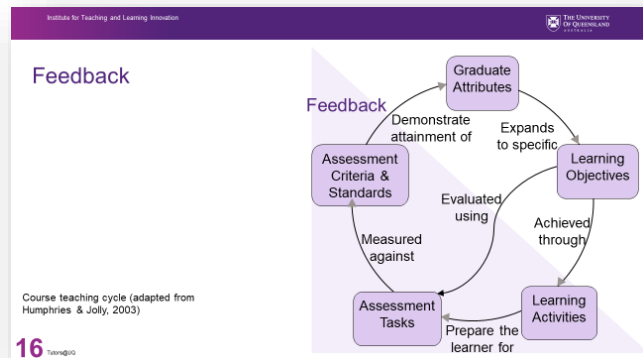 Institute for Teaching and Learning Innovation
THE UNIVERSITY
OF QUEENSLAND
AUSTRALIA
Feedback
Feedback
Graduate
Attributes
Demonstrate
attainment of
Expands
to specific
Assessment
Criteria &
Standards
Learning
Objectives
Evaluated
using
Achieved
through
Measured
against
Assessment
Tasks
Learning
Activities
Prepare the
learner for
Course teaching cycle (adapted from
Humphries & Jolly, 2003)
16 Tutors@UQ